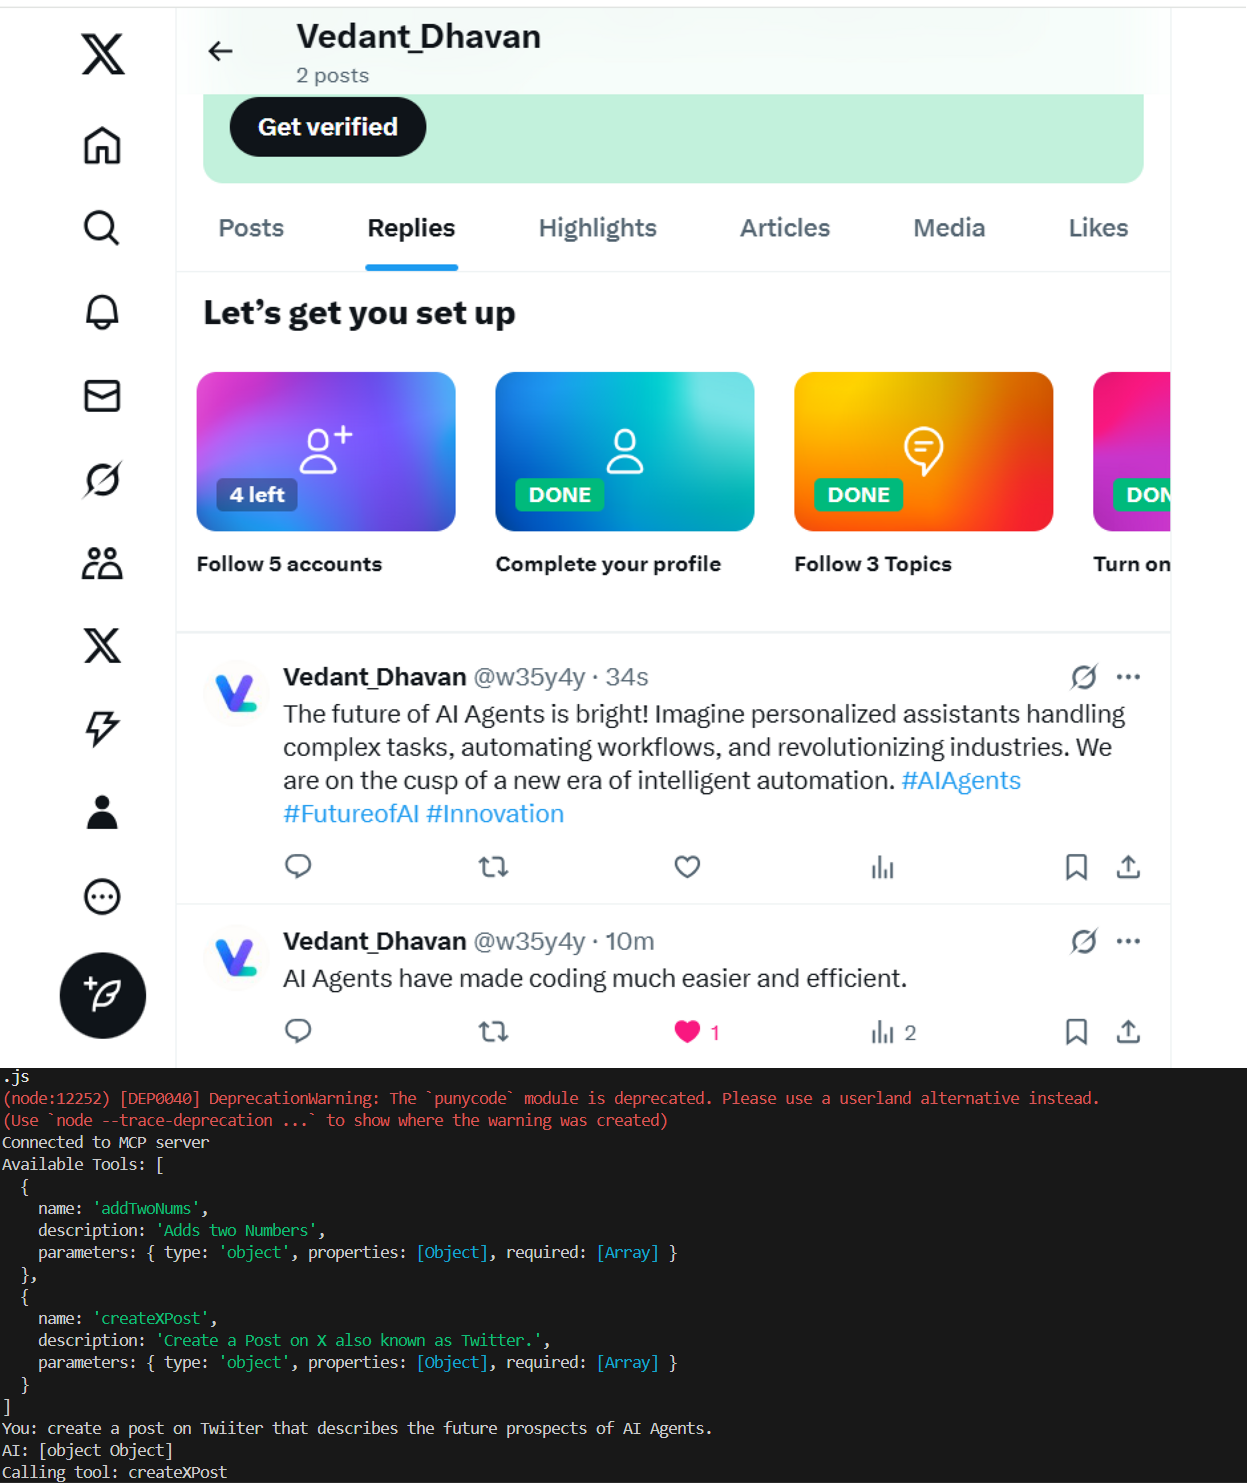 Vedant_Dhavan
2 posts
Get verified
Posts Replies Highlights Articles Media Likes
Let’s get you set up
4 left DONE DONE DON
Follow 5 accounts Complete your profile Follow 3 Topics Turn on
Vedant_Dhavan @w35y4y · 34s
The future of AI Agents is bright! Imagine personalized assistants handling
complex tasks, automating workflows, and revolutionizing industries. We
are on the cusp of a new era of intelligent automation. #AIAgents
#FutureofAI #Innovation
Vedant_Dhavan @w35y4y · 10m
AI Agents have made coding much easier and efficient.
1 2
.js
(node:12252) [DEP0040] DeprecationWarning: The `punycode` module is deprecated. Please use a userland alternative instead.
(Use `node --trace-deprecation ...` to show where the warning was created)
Connected to MCP server
Available Tools: [
  {
    name: 'addTwoNums',
    description: 'Adds two Numbers',
    parameters: { type: 'object', properties: [Object], required: [Array] }
  },
  {
    name: 'createXPost',
    description: 'Create a Post on X also known as Twitter.',
    parameters: { type: 'object', properties: [Object], required: [Array] }
  }
]
You: create a post on Twiiter that describes the future prospects of AI Agents.
AI: [object Object]
Calling tool: createXPost